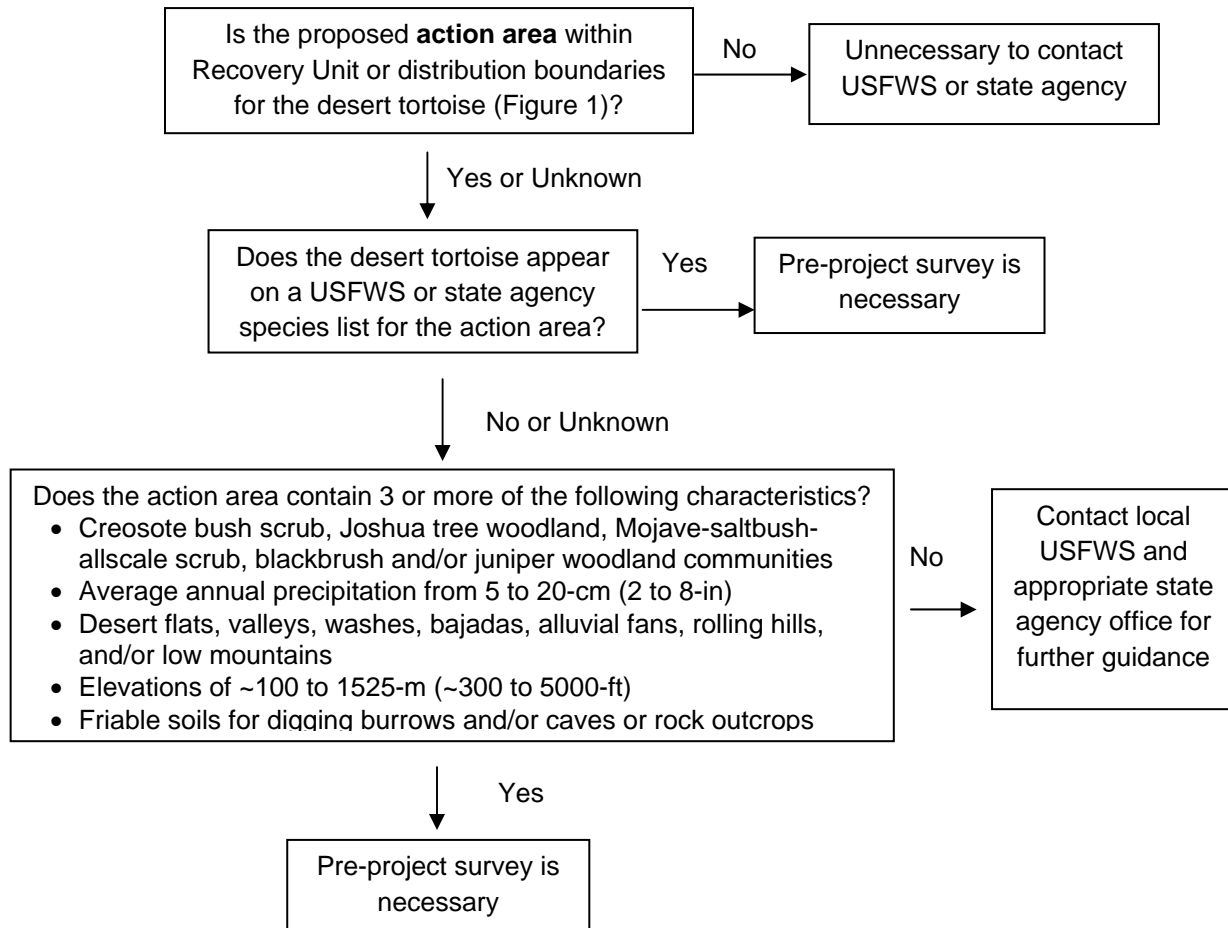 Is the proposed action area within
Recovery Unit or distribution boundaries
for the desert tortoise (Figure 1)?
No
Unnecessary to contact
USFWS or state agency
Yes or Unknown
Does the desert tortoise appear
on a USFWS or state agency
species list for the action area?
Yes
Pre-project survey is
necessary
No or Unknown
Does the action area contain 3 or more of the following characteristics?
• Creosote bush scrub, Joshua tree woodland, Mojave-saltbush-
allscale scrub, blackbrush and/or juniper woodland communities
• Average annual precipitation from 5 to 20-cm (2 to 8-in)
• Desert flats, valleys, washes, bajadas, alluvial fans, rolling hills,
and/or low mountains
• Elevations of ~100 to 1525-m (~300 to 5000-ft)
• Friable soils for digging burrows and/or caves or rock outcrops
No
Contact local
USFWS and
appropriate state
agency office for
further guidance
Yes
Pre-project survey is
necessary